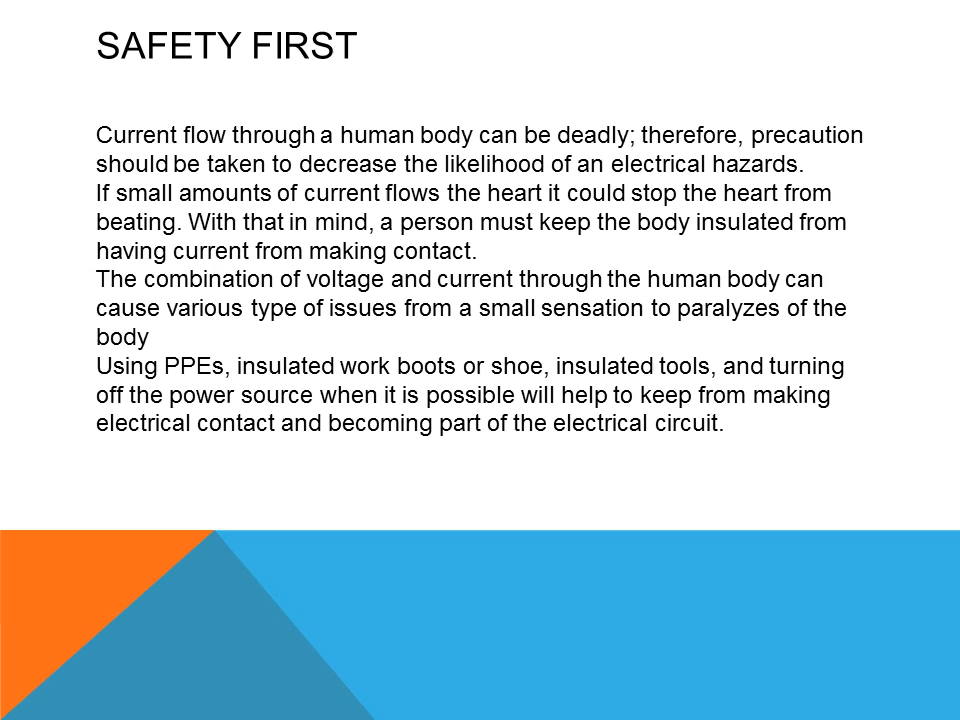 SAFETY FIRST
Current flow through a human body can be deadly; therefore, precaution
should be taken to decrease the likelihood of an electrical hazards.
If small amounts of current flows the heart it could stop the heart from
beating. With that in mind, a person must keep the body insulated from
having current from making contact.
The combination of voltage and current through the human body can
cause various type of issues from a small sensation to paralyzes of the
body
Using PPEs, insulated work boots or shoe, insulated tools, and turning
off the power source when it is possible will help to keep from making
electrical contact and becoming part of the electrical circuit.